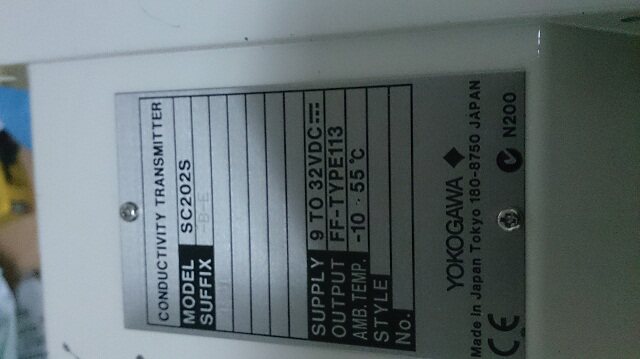 CONDUCTIVITY TRANSMITTER
MODEL SC202S
SUFFIX -B-E
SUPPLY 9 TO 32VDC⎓
OUTPUT FF-TYPE113
AMB.TEMP. -10 · 55 ℃
STYLE
No.
YOKOGAWA ◆
Made in Japan Tokyo 180-8750 JAPAN
CE N200